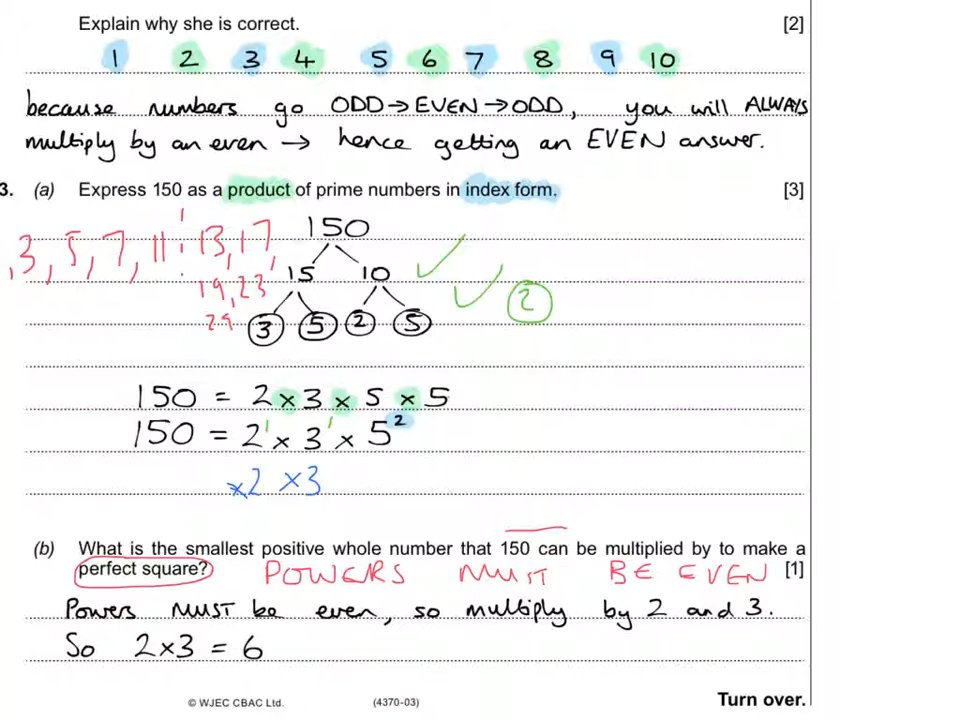 Explain why she is correct. [2]
1 2 3 4 5 6 7 8 9 10
because numbers go ODD → EVEN → ODD, you will ALWAYS
multiply by an even → hence getting an EVEN answer.
3. (a) Express 150 as a product of prime numbers in index form. [3]
, 3, 5, 7, 11, 13, 17,
19, 23,
29
150
15 10
3 5 2 5
✓ ✓ 2
150 = 2 × 3 × 5 × 5
150 = 2¹ × 3¹ × 5²
×2 ×3
(b) What is the smallest positive whole number that 150 can be multiplied by to make a
perfect square? [1]
POWERS MUST BE EVEN
Powers MUST be even, so multiply by 2 and 3.
So 2×3 = 6
© WJEC CBAC Ltd. (4370-03) Turn over.